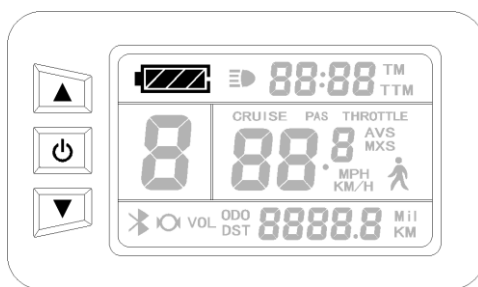 88:88 TM
TTM
CRUISE PAS THROTTLE
8 88.8 AVS
MXS
MPH
KM/H
VOL ODO 8888.8 Mil
DST KM